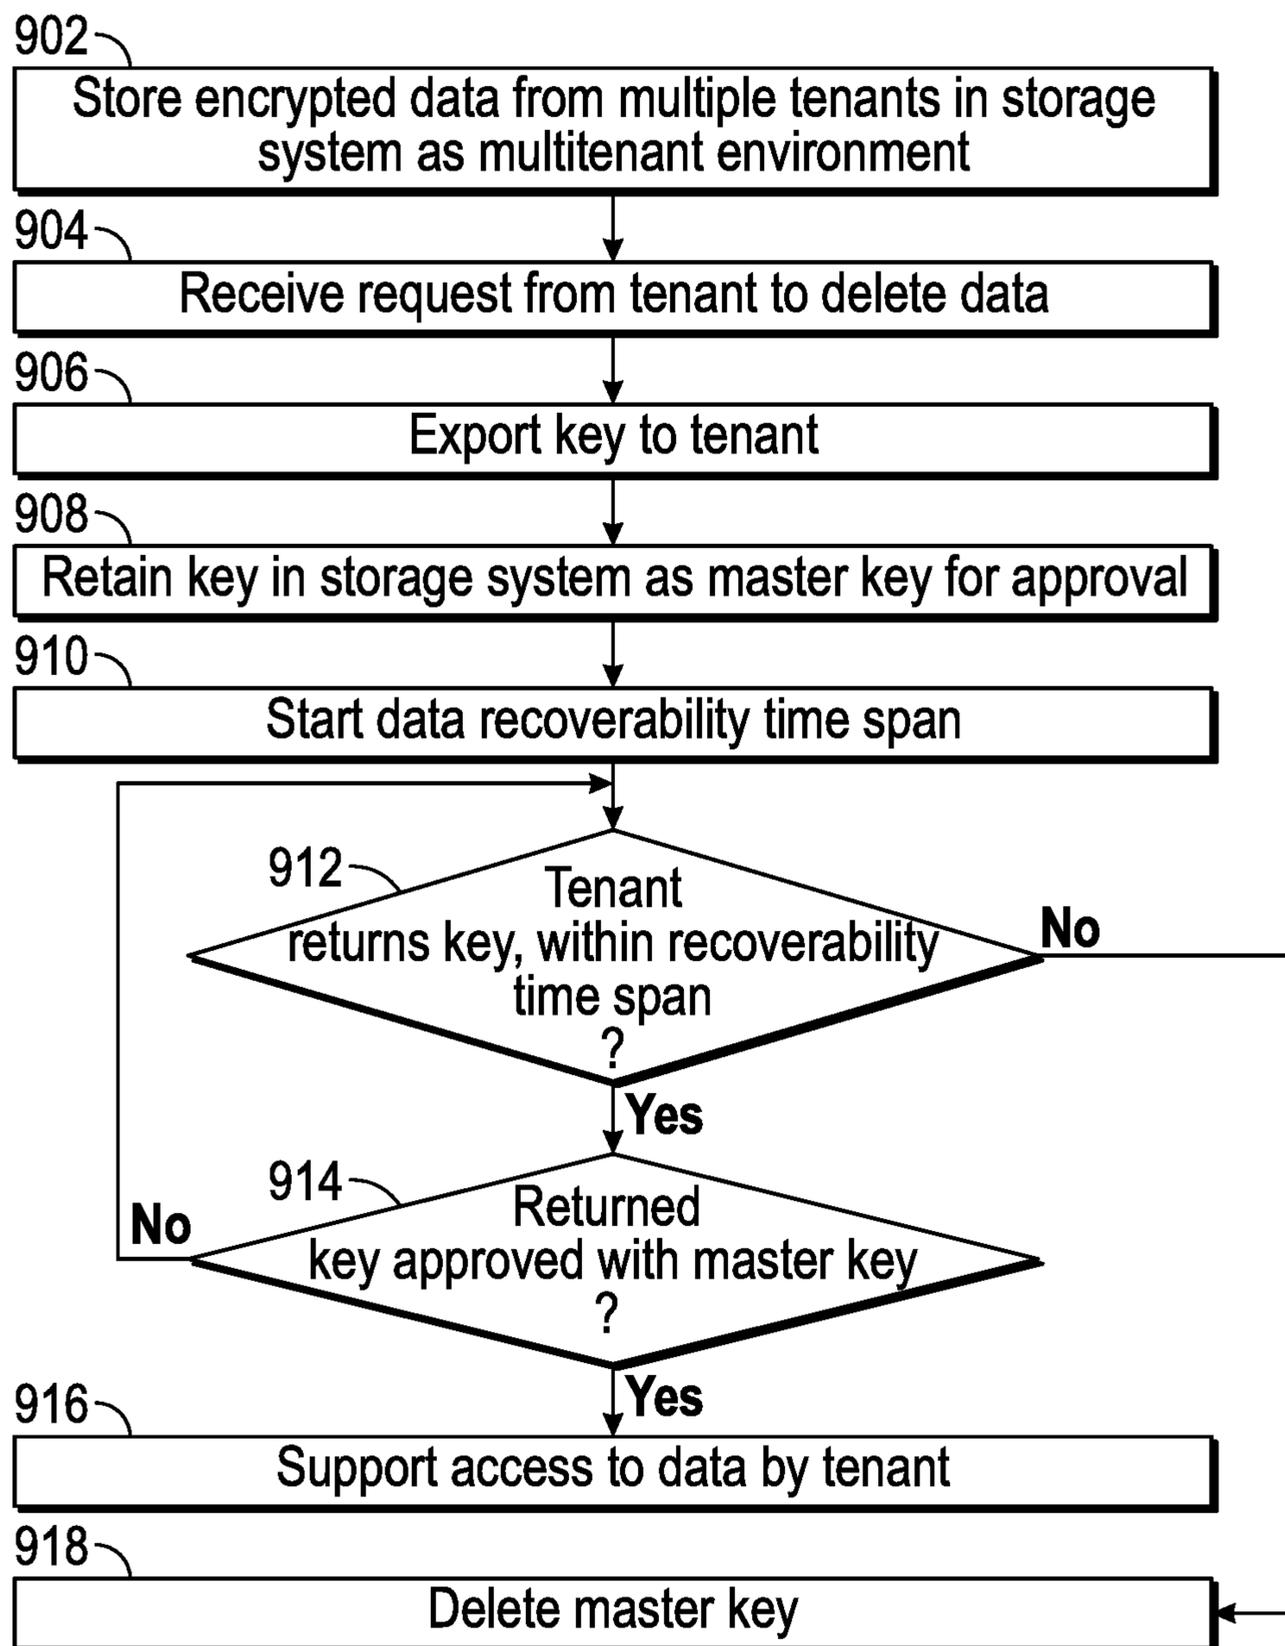 902
Store encrypted data from multiple tenants in storage
system as multitenant environment
904
Receive request from tenant to delete data
906
Export key to tenant
908
Retain key in storage system as master key for approval
910
Start data recoverability time span
912
Tenant
returns key, within recoverability
time span
?
No
Yes
914
Returned
key approved with master key
?
No
Yes
916
Support access to data by tenant
918
Delete master key